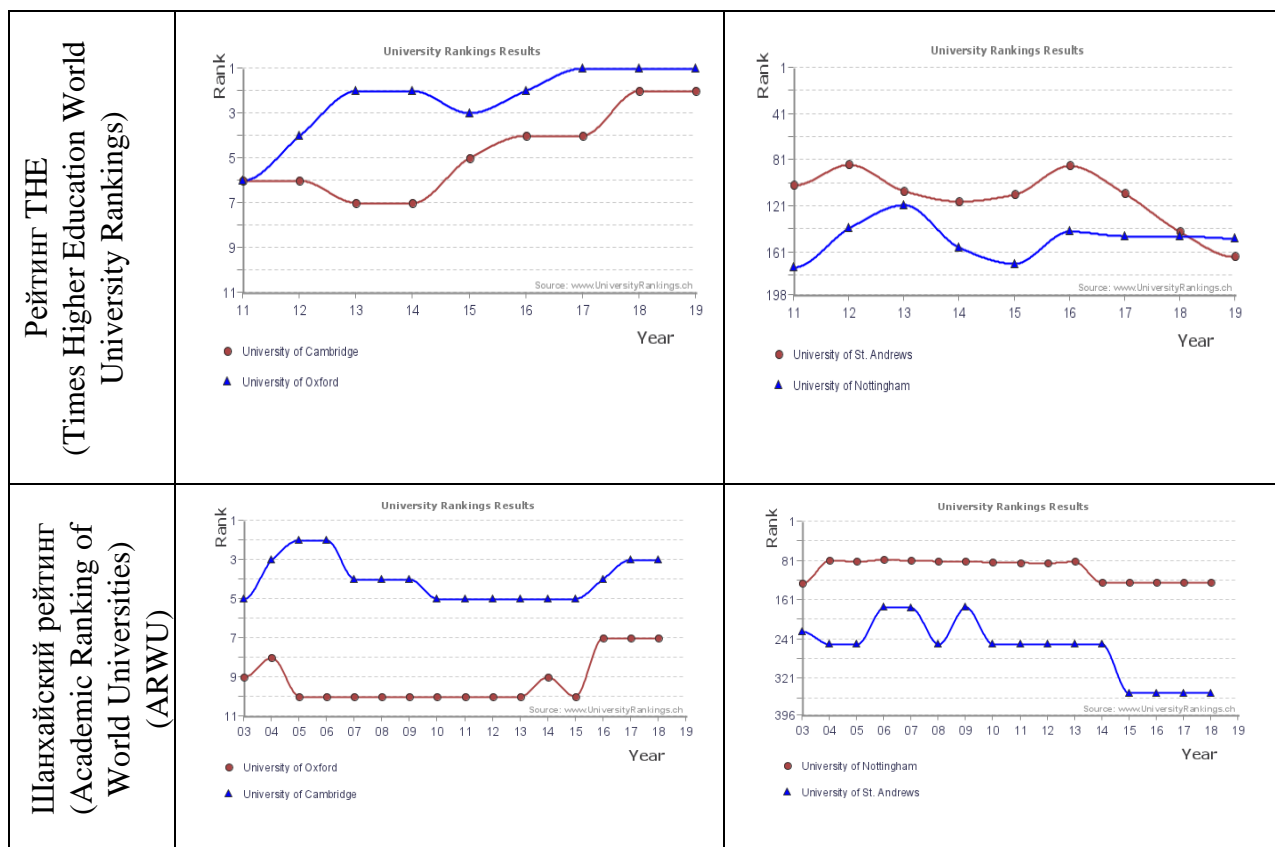 Рейтинг THE
(Times Higher Education World
University Rankings)
University Rankings Results
Rank
1
3
5
7
9
11
Source: www.UniversityRankings.ch
11 12 13 14 15 16 17 18 19
Year
University of Cambridge
University of Oxford
University Rankings Results
Rank
1
41
81
121
161
198
Source: www.UniversityRankings.ch
11 12 13 14 15 16 17 18 19
Year
University of St. Andrews
University of Nottingham
Шанхайский рейтинг
(Academic Ranking of
World Universities)
(ARWU)
University Rankings Results
Rank
1
3
5
7
9
11
Source: www.UniversityRankings.ch
03 04 05 06 07 08 09 10 11 12 13 14 15 16 17 18 19
Year
University of Oxford
University of Cambridge
University Rankings Results
Rank
1
81
161
241
321
396
Source: www.UniversityRankings.ch
03 04 05 06 07 08 09 10 11 12 13 14 15 16 17 18 19
Year
University of Nottingham
University of St. Andrews